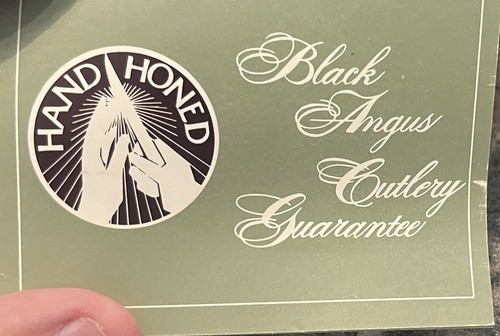 HAND HONED
Black
Angus
Cutlery
Guarantee